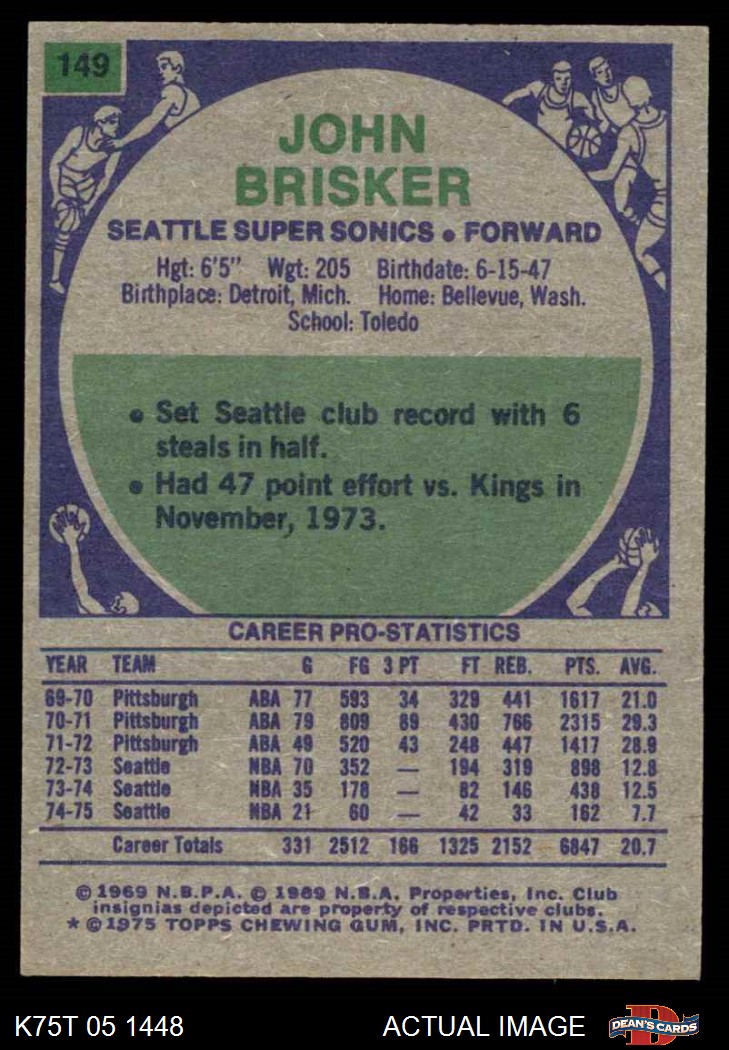 149
JOHN
BRISKER
SEATTLE SUPER SONICS • FORWARD
Hgt: 6'5" Wgt: 205 Birthdate: 6-15-47
Birthplace: Detroit, Mich. Home: Bellevue, Wash.
School: Toledo
• Set Seattle club record with 6
steals in half.
• Had 47 point effort vs. Kings in
November, 1973.
CAREER PRO-STATISTICS
YEAR TEAM G FG 3 PT FT REB. PTS. AVG.
69-70 Pittsburgh ABA 77 593 34 329 441 1617 21.0
70-71 Pittsburgh ABA 79 809 89 430 766 2315 29.3
71-72 Pittsburgh ABA 49 520 43 248 447 1417 28.9
72-73 Seattle NBA 70 352 — 194 319 898 12.8
73-74 Seattle NBA 35 178 — 82 146 438 12.5
74-75 Seattle NBA 21 60 — 42 33 162 7.7
Career Totals 331 2512 166 1325 2152 6847 20.7
© 1969 N.B.P.A. © 1969 N.B.A. Properties, Inc. Club
insignias depicted are property of respective clubs.
* © 1975 TOPPS CHEWING GUM, INC. PRTD. IN U.S.A.
K75T 05 1448 ACTUAL IMAGE DEAN'S CARDS